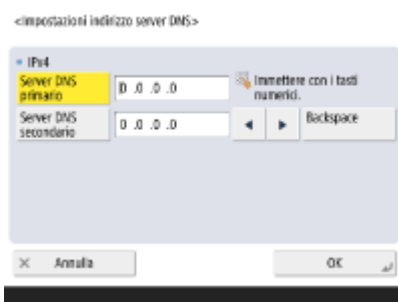 <Impostazioni indirizzo server DNS>
IPv4
Server DNS
primario
0 .0 .0 .0
Immettere con i tasti
numerici.
Server DNS
secondario
0 .0 .0 .0
◀ ▶ Backspace
× Annulla
OK